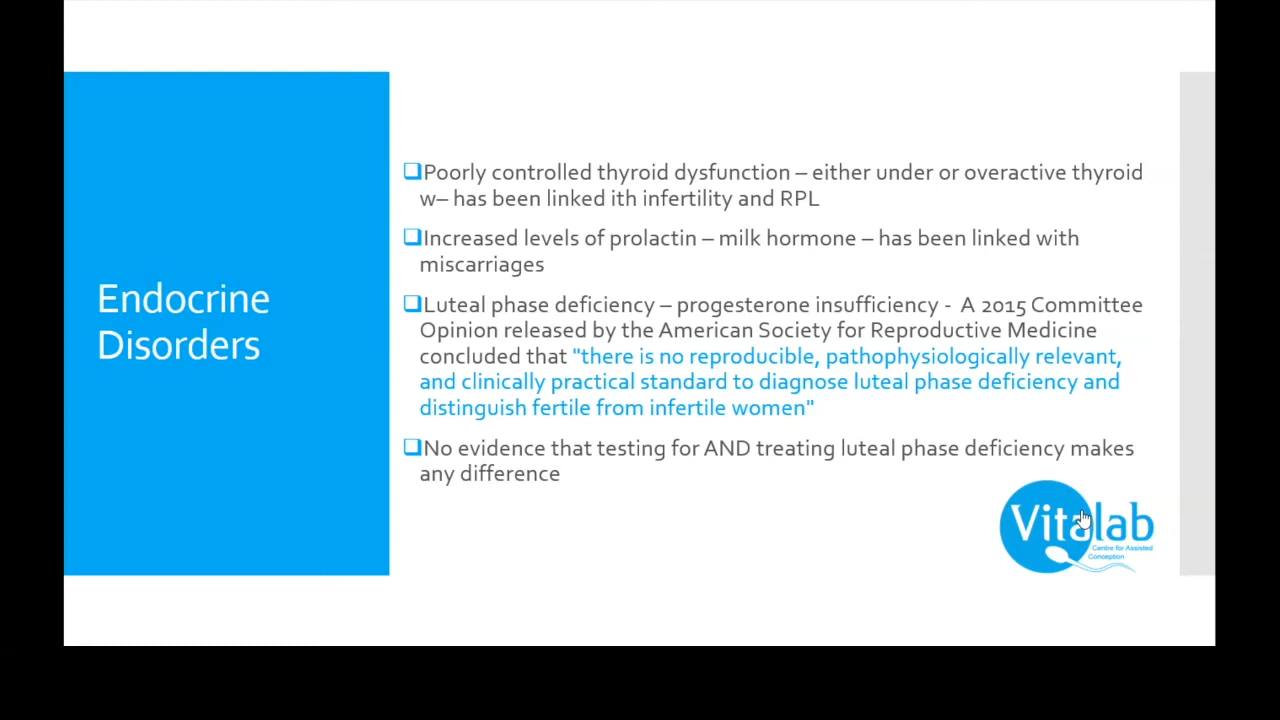 Endocrine
Disorders
Poorly controlled thyroid dysfunction – either under or overactive thyroid
w– has been linked ith infertility and RPL
Increased levels of prolactin – milk hormone – has been linked with
miscarriages
Luteal phase deficiency – progesterone insufficiency - A 2015 Committee
Opinion released by the American Society for Reproductive Medicine
concluded that "there is no reproducible, pathophysiologically relevant,
and clinically practical standard to diagnose luteal phase deficiency and
distinguish fertile from infertile women"
No evidence that testing for AND treating luteal phase deficiency makes
any difference
Vitalab
Centre for Assisted
Conception